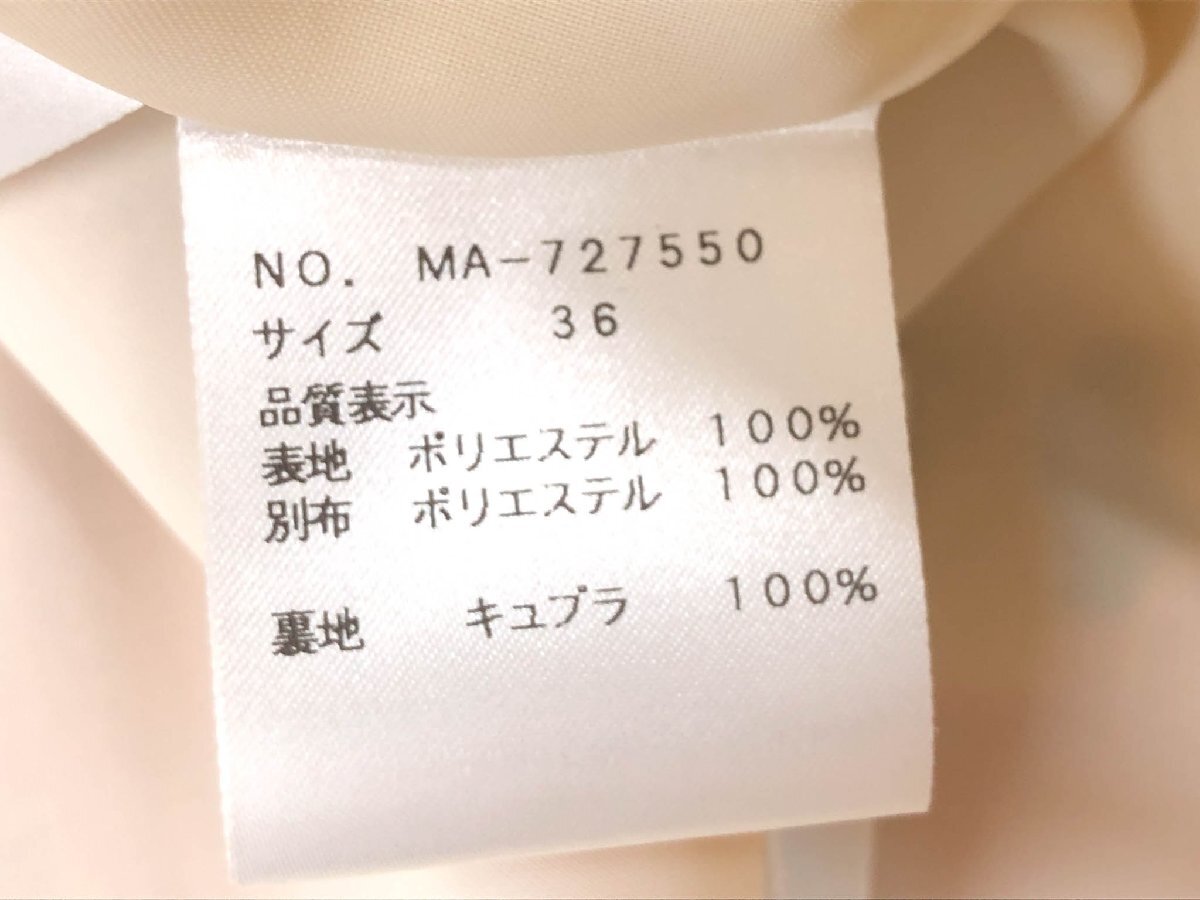 NO. MA-727550
サイズ 36
品質表示
表地 ポリエステル 100%
別布 ポリエステル 100%
裏地 キュプラ 100%